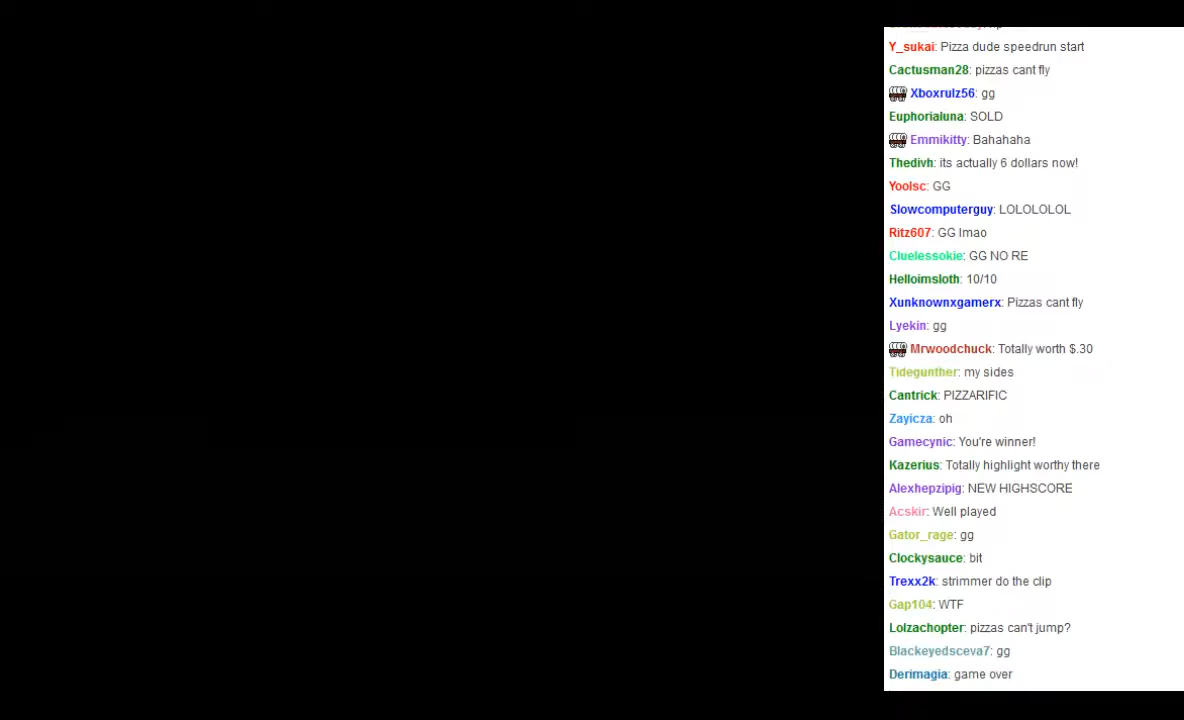 Y_sukai: Pizza dude speedrun start
Cactusman28: pizzas cant fly
Xboxrulz56: gg
Euphorialuna: SOLD
Emmikitty: Bahahaha
Thedivh: its actually 6 dollars now!
Yoolsc: GG
Slowcomputerguy: LOLOLOLOL
Ritz607: GG lmao
Cluelessokie: GG NO RE
Helloimsloth: 10/10
Xunknownxgamerx: Pizzas cant fly
Lyekin: gg
Mrwoodchuck: Totally worth $.30
Tidegunther: my sides
Cantrick: PIZZARIFIC
Zayicza: oh
Gamecynic: You're winner!
Kazerius: Totally highlight worthy there
Alexhepzipig: NEW HIGHSCORE
Acskir: Well played
Gator_rage: gg
Clockysauce: bit
Trexx2k: strimmer do the clip
Gap104: WTF
Lolzachopter: pizzas can't jump?
Blackeyedsceva7: gg
Derimagia: game over